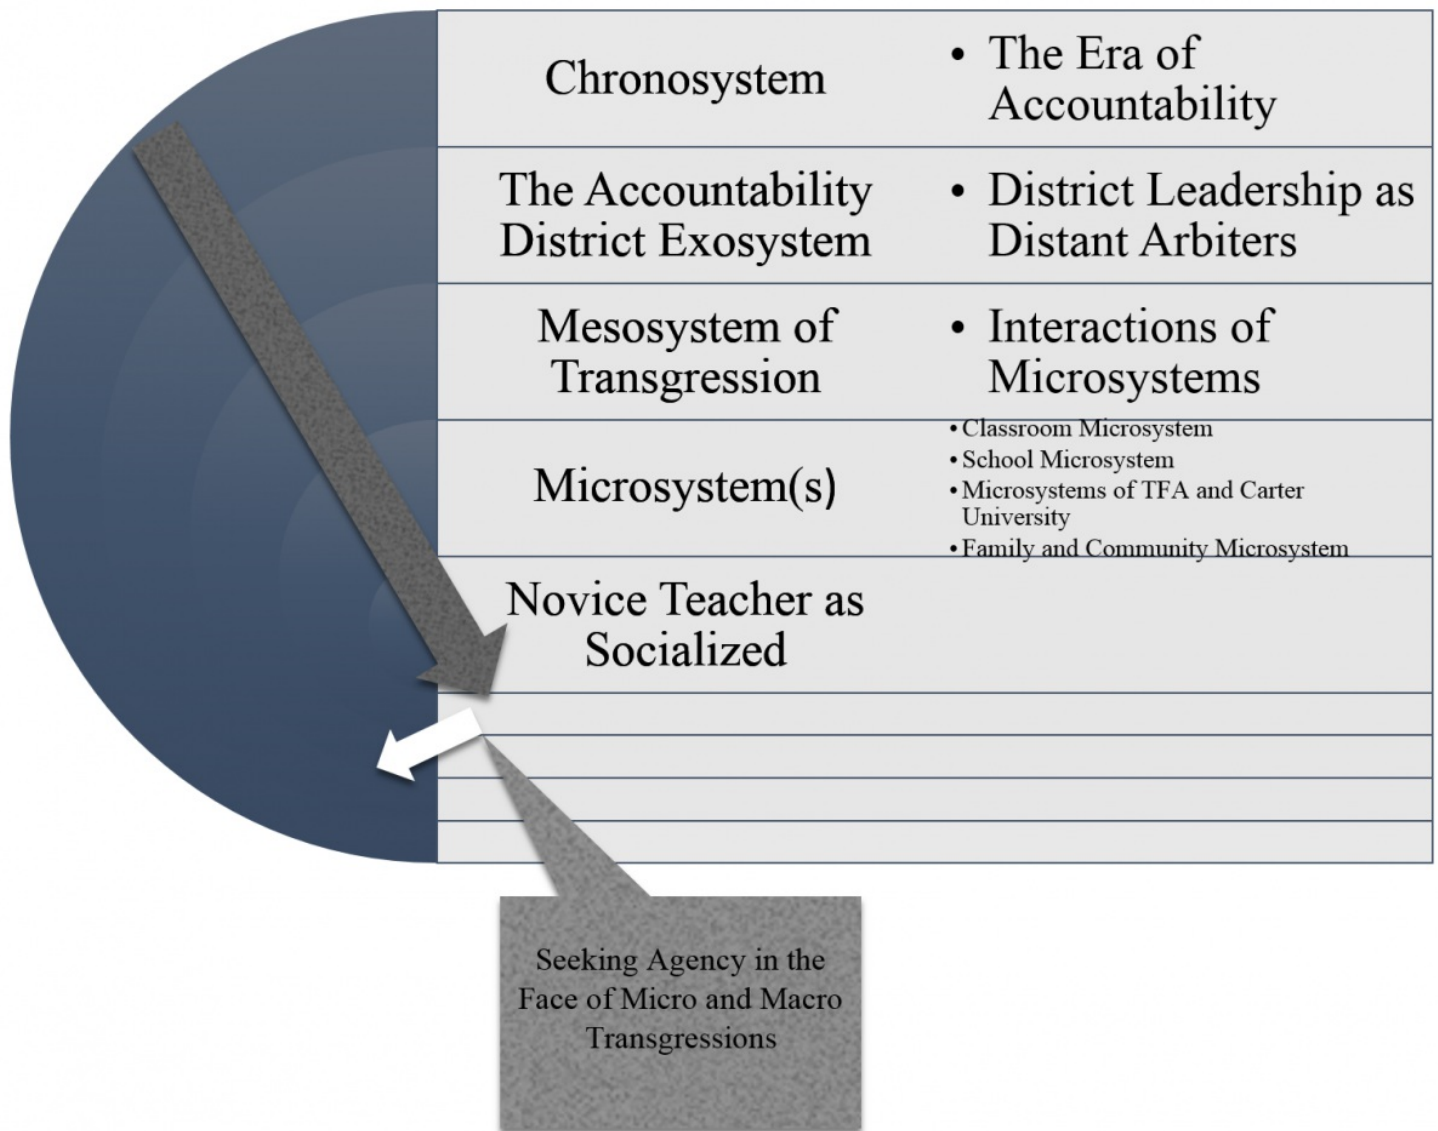 Chronosystem
• The Era of
Accountability
The Accountability
District Exosystem
• District Leadership as
Distant Arbiters
Mesosystem of
Transgression
• Interactions of
Microsystems
Microsystem(s)
• Classroom Microsystem
• School Microsystem
• Microsystems of TFA and Carter
University
• Family and Community Microsystem
Novice Teacher as
Socialized
Seeking Agency in the
Face of Micro and Macro
Transgressions